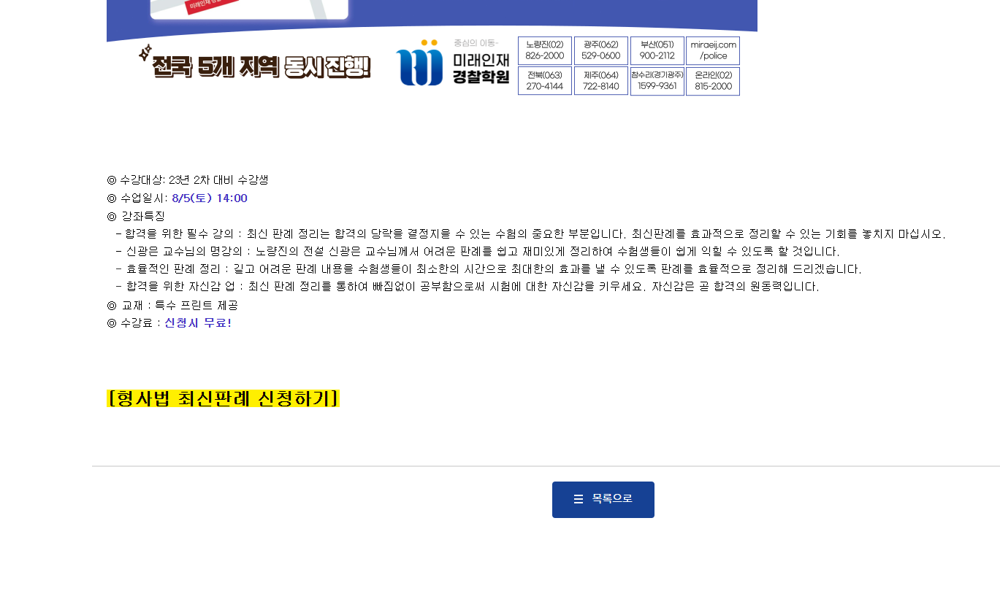 미래인재
전국 5개 지역 동시진행!
중심의 이동-
미래인재
경찰학원
노량진(02)
826-2000
광주(062)
529-0600
부산(051)
900-2112
miraeij.com
/police
전북(063)
270-4144
제주(064)
722-8140
참수리(경기광주)
1599-9361
온라인(02)
815-2000
◎ 수강대상: 23년 2차 대비 수강생
◎ 수업일시: 8/5(토) 14:00
◎ 강좌특징
- 합격을 위한 필수 강의 : 최신 판례 정리는 합격의 당락을 결정지을 수 있는 수험의 중요한 부분입니다. 최신판례를 효과적으로 정리할 수 있는 기회를 놓치지 마십시오.
- 신광은 교수님의 명강의 : 노량진의 전설 신광은 교수님께서 어려운 판례를 쉽고 재미있게 정리하여 수험생들이 쉽게 익힐 수 있도록 할 것입니다.
- 효율적인 판례 정리 : 길고 어려운 판례 내용을 수험생들이 최소한의 시간으로 최대한의 효과를 낼 수 있도록 판례를 효율적으로 정리해 드리겠습니다.
- 합격을 위한 자신감 업 : 최신 판례 정리를 통하여 빠짐없이 공부함으로써 시험에 대한 자신감을 키무세요. 자신감은 곧 합격의 원동력입니다.
◎ 교재 : 특수 프린트 제공
◎ 수강료 : 신청시 무료!
[형사법 최신판례 신청하기]
목록으로